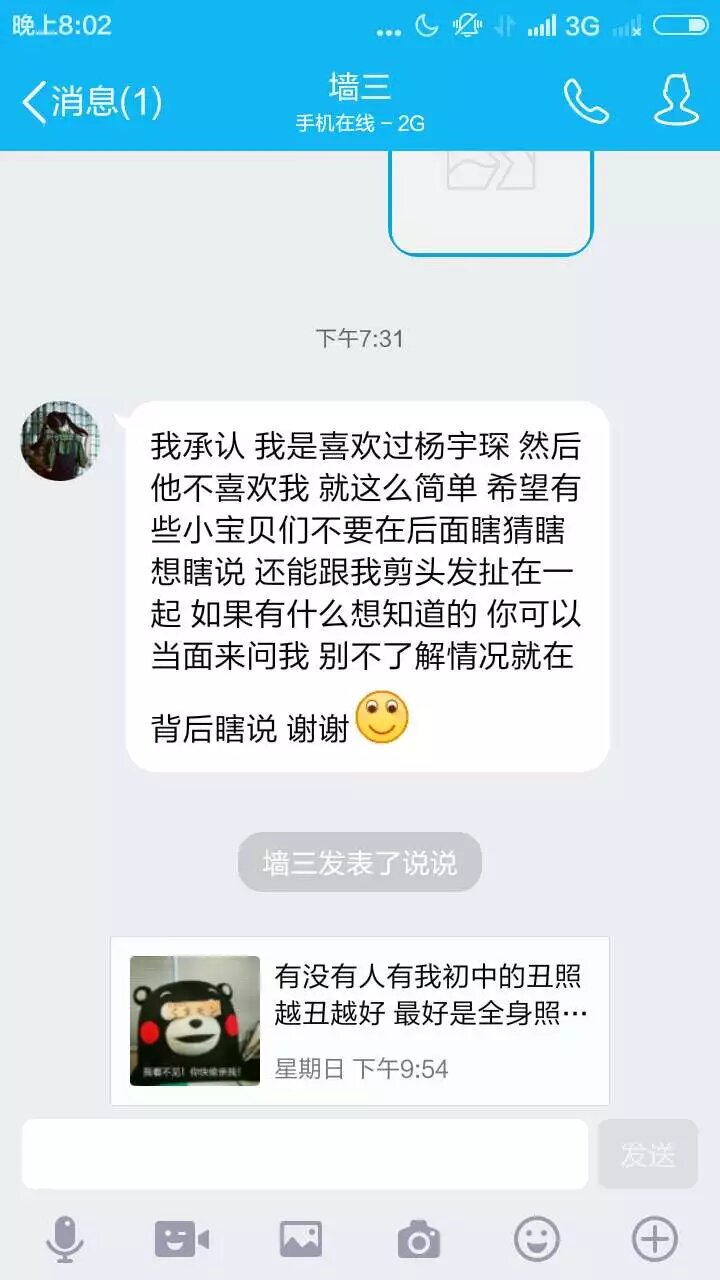 晚上8:02
3G
消息(1)
墙三
手机在线 – 2G
下午7:31
我承认 我是喜欢过杨宇琛 然后
他不喜欢我 就这么简单 希望有
些小宝贝们不要在后面瞎猜瞎
想瞎说 还能跟我剪头发扯在一
起 如果有什么想知道的 你可以
当面来问我 别不了解情况就在
背后瞎说 谢谢
墙三发表了说说
有没有人有我初中的丑照
越丑越好 最好是全身照…
我看不见！你快偷亲我！
星期日 下午9:54
发送